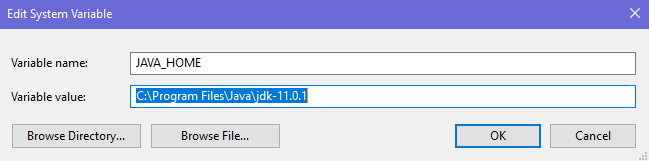 Edit System Variable
Variable name: JAVA_HOME
Variable value: C:\Program Files\Java\jdk-11.0.1
Browse Directory... Browse File... OK Cancel